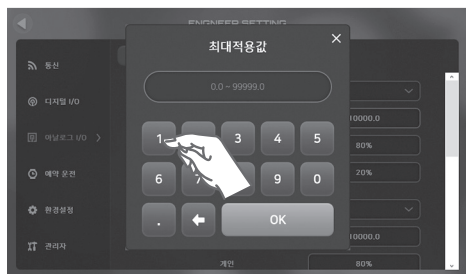 ENGNEER SETTING
최대적용값
×
통신
0.0 ~ 99999.0
디지털 I/O
10000.0
1 3 4 5
아날로그 I/O >
80%
예약 운전
6 9 0
20%
환경설정
. OK
관리자
10000.0
게인 80%